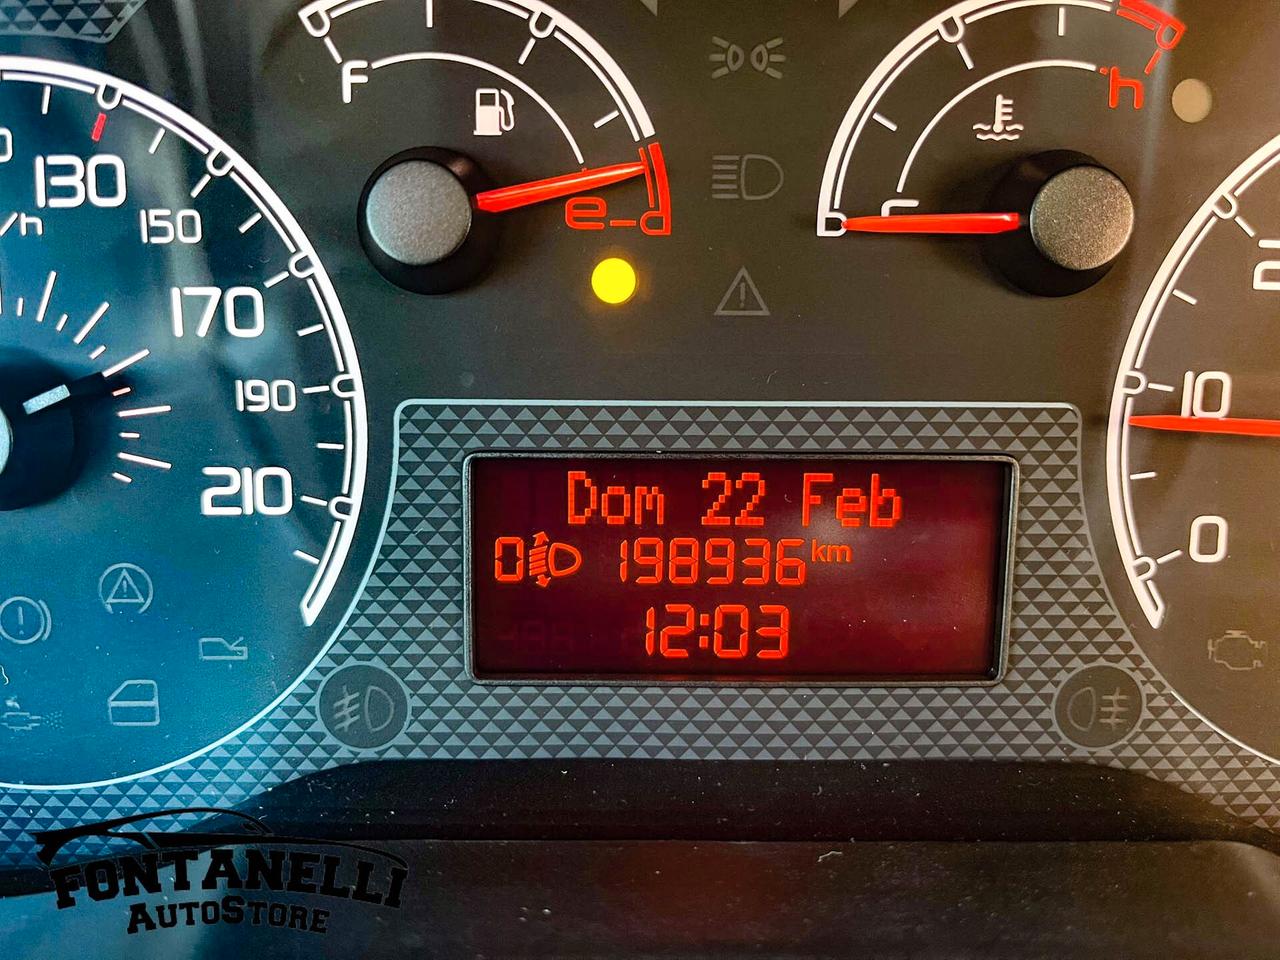 F
e
h
130
/h
150
170
190
210
10
0
Dom 22 Feb
0 198936 km
12:03
FONTANELLI
AUTOSTORE